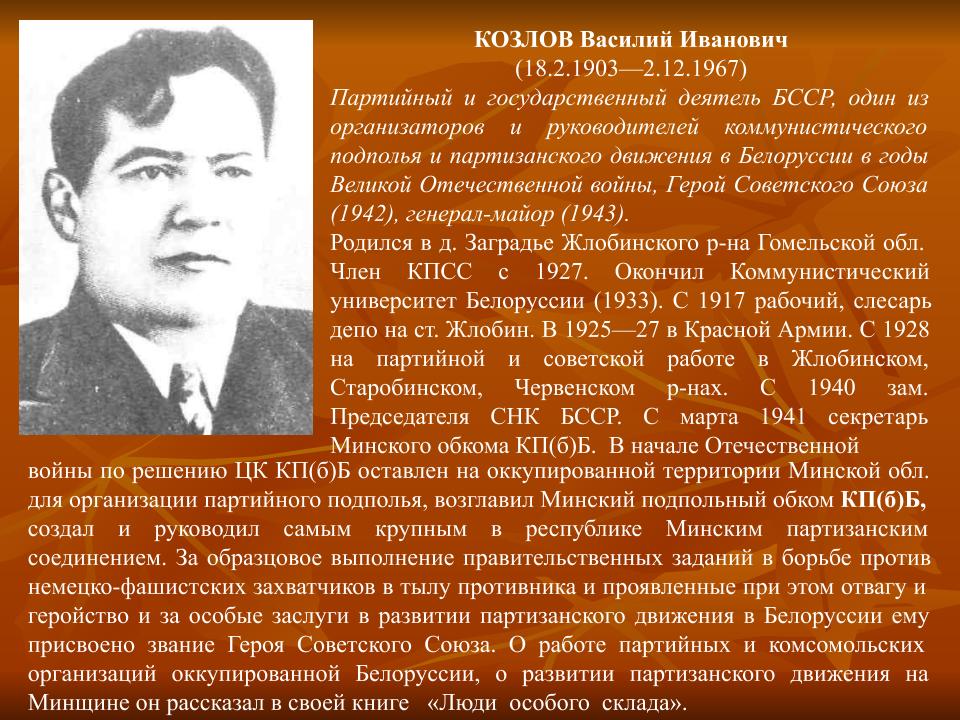 КОЗЛОВ Василий Иванович
(18.2.1903—2.12.1967)
Партийный и государственный деятель БССР, один из
организаторов и руководителей коммунистического
подполья и партизанского движения в Белоруссии в годы
Великой Отечественной войны, Герой Советского Союза
(1942), генерал-майор (1943).
Родился в д. Заградье Жлобинского р-на Гомельской обл.
Член КПСС с 1927. Окончил Коммунистический
университет Белоруссии (1933). С 1917 рабочий, слесарь
депо на ст. Жлобин. В 1925—27 в Красной Армии. С 1928
на партийной и советской работе в Жлобинском,
Старобинском, Червенском р-нах. С 1940 зам.
Председателя СНК БССР. С марта 1941 секретарь
Минского обкома КП(б)Б. В начале Отечественной
войны по решению ЦК КП(б)Б оставлен на оккупированной территории Минской обл.
для организации партийного подполья, возглавил Минский подпольный обком КП(б)Б,
создал и руководил самым крупным в республике Минским партизанским
соединением. За образцовое выполнение правительственных заданий в борьбе против
немецко-фашистских захватчиков в тылу противника и проявленные при этом отвагу и
геройство и за особые заслуги в развитии партизанского движения в Белоруссии ему
присвоено звание Героя Советского Союза. О работе партийных и комсомольских
организаций оккупированной Белоруссии, о развитии партизанского движения на
Минщине он рассказал в своей книге «Люди особого склада».